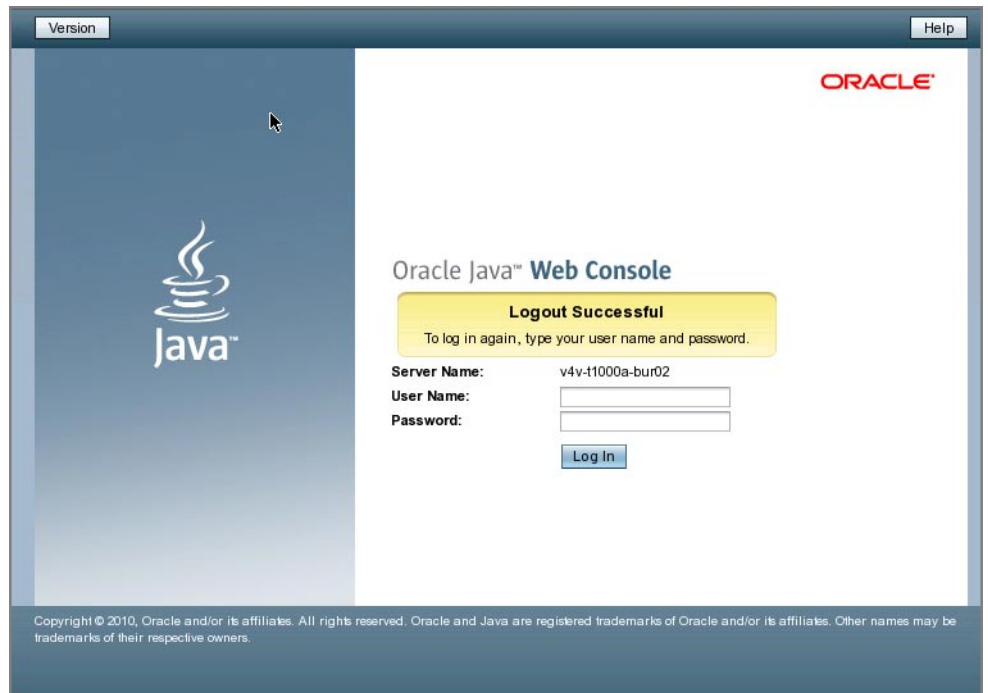 Version
Help
ORACLE®
Java™
Oracle Java™ Web Console
Logout Successful
To log in again, type your user name and password.
Server Name: v4v-t1000a-bur02
User Name:
Password:
Log In
Copyright © 2010, Oracle and/or its affiliates. All rights reserved. Oracle and Java are registered trademarks of Oracle and/or its affiliates. Other names may be
trademarks of their respective owners.